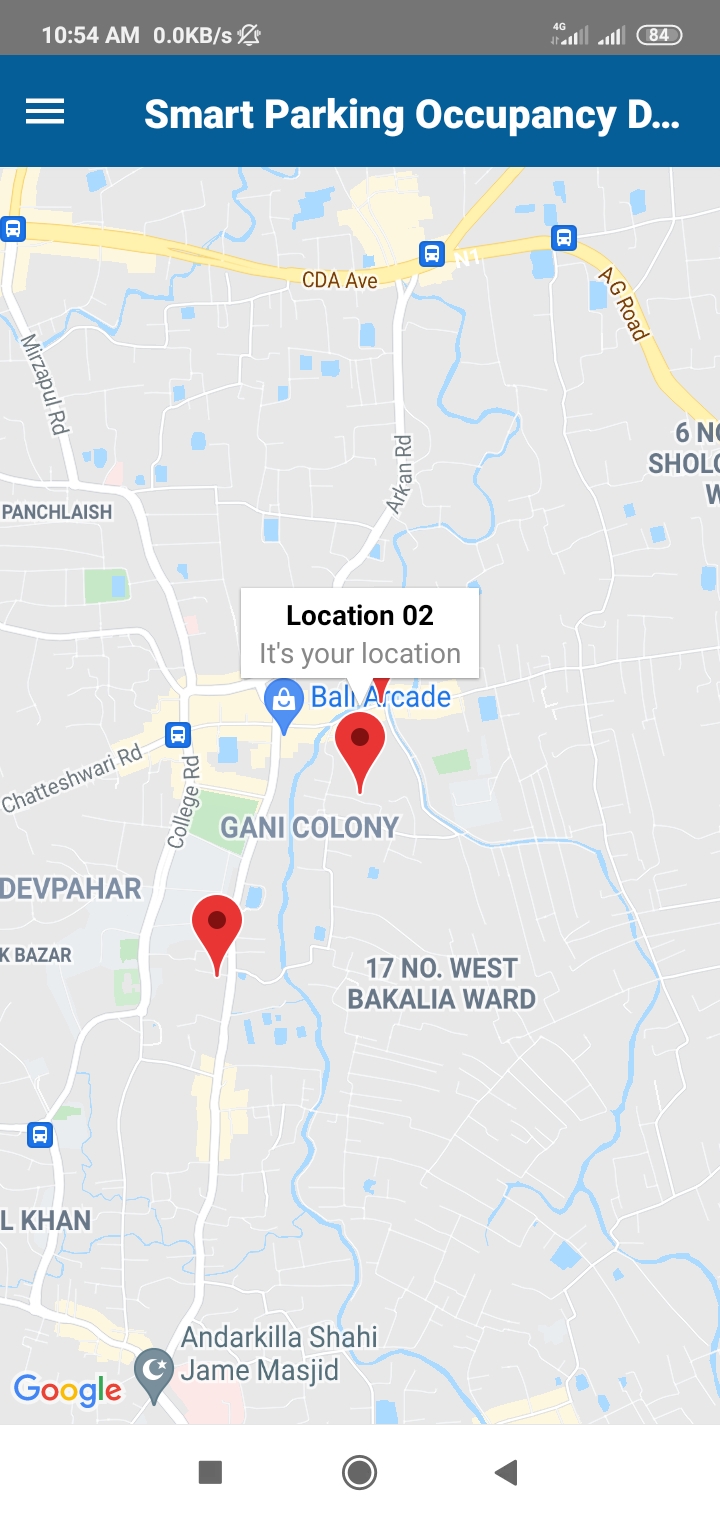 10:54 AM 0.0KB/s 4G 84
Smart Parking Occupancy D...
CDA Ave
N1
A G Road
Mirzapul Rd
Arkan Rd
6 NO
SHOLO
W
PANCHLAISH
Location 02
It's your location
Bali Arcade
Chatteshwari Rd
College Rd
GANI COLONY
DEVPAHAR
K BAZAR
17 NO. WEST
BAKALIA WARD
L KHAN
Andarkilla Shahi
Jame Masjid
Google